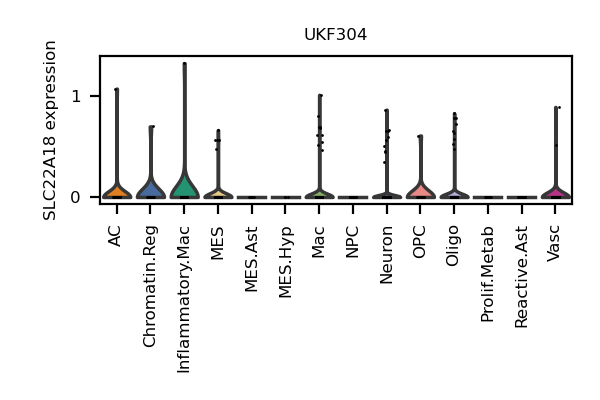 UKF304
SLC22A18 expression
1
0
AC
Chromatin.Reg
Inflammatory.Mac
MES
MES.Ast
MES.Hyp
Mac
NPC
Neuron
OPC
Oligo
Prolif.Metab
Reactive.Ast
Vasc